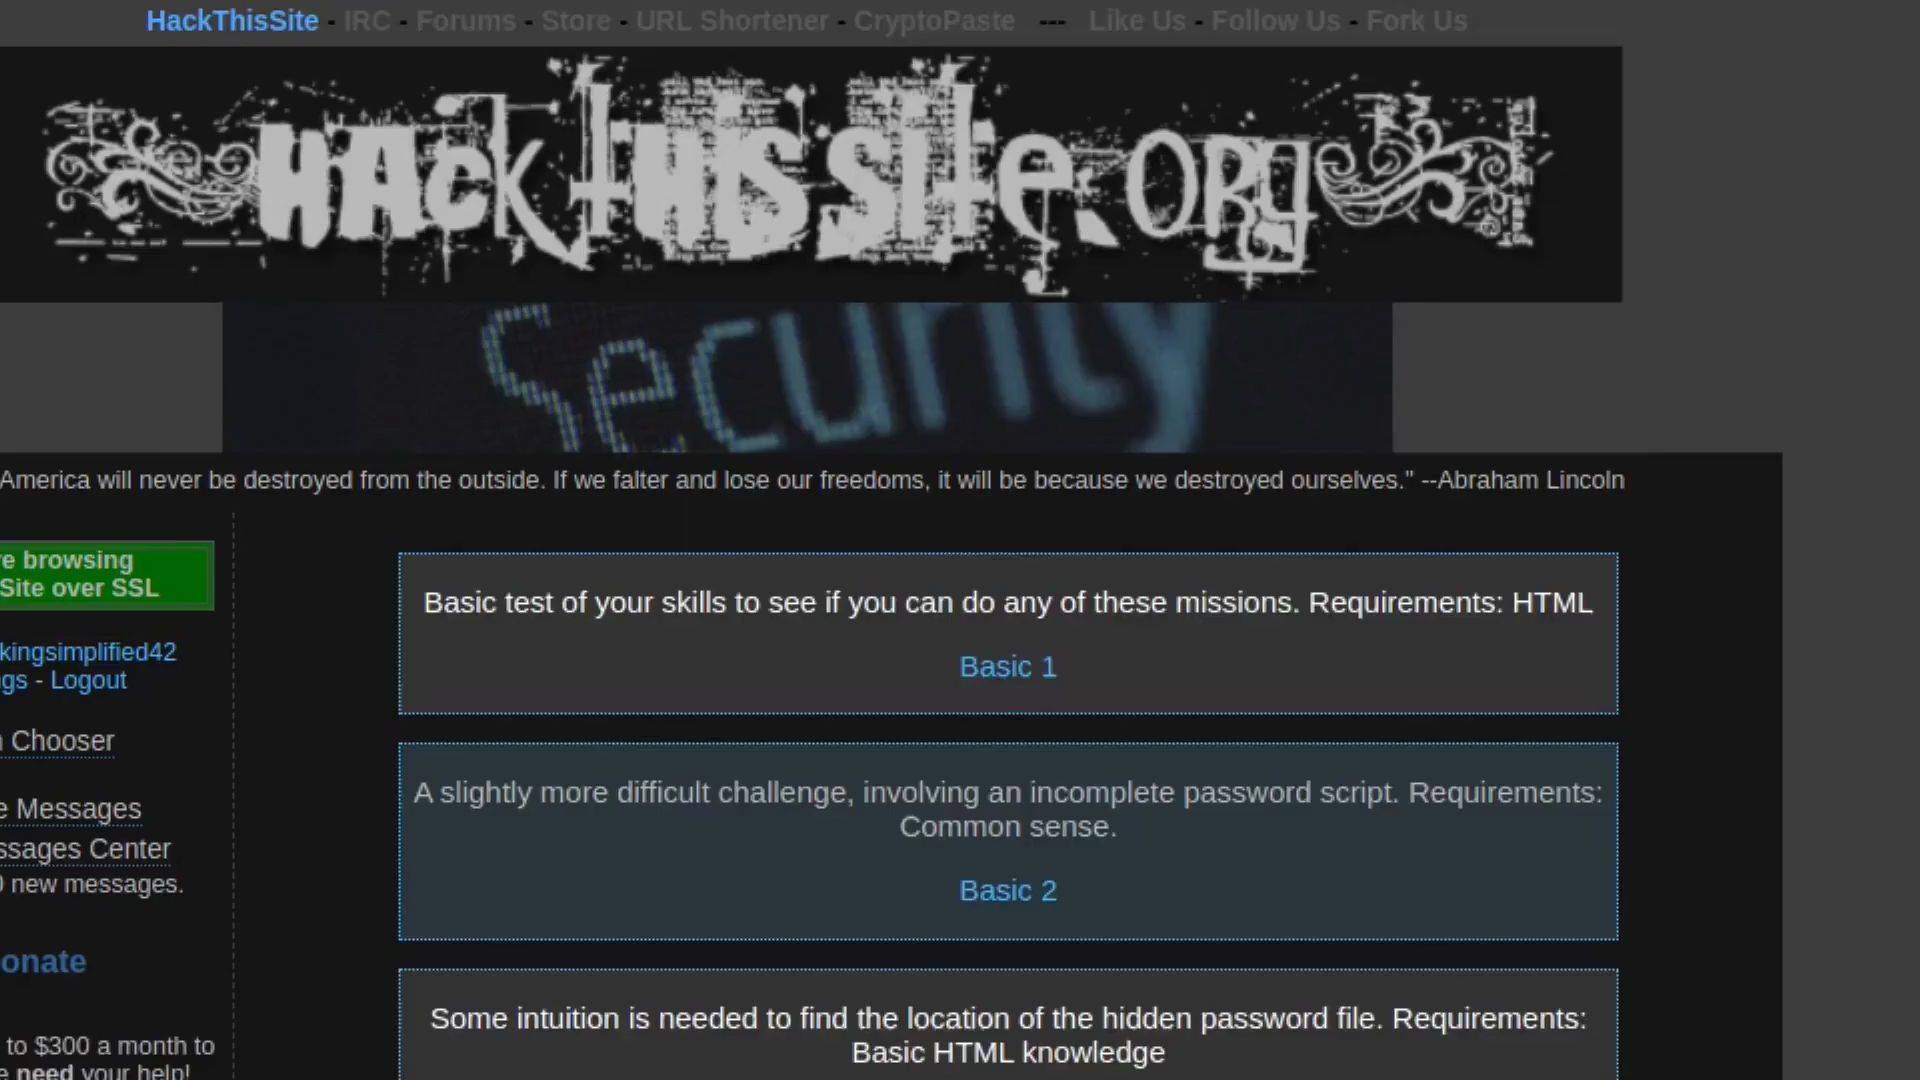 HackThisSite - IRC - Forums - Store - URL Shortener - CryptoPaste --- Like Us - Follow Us - Fork Us
HackThisSite.org
Security
America will never be destroyed from the outside. If we falter and lose our freedoms, it will be because we destroyed ourselves." --Abraham Lincoln
re browsing
Site over SSL
kingsimplified42
ngs - Logout
n Chooser
e Messages
ssages Center
0 new messages.
onate
to $300 a month to
e need your help!
Basic test of your skills to see if you can do any of these missions. Requirements: HTML
Basic 1
A slightly more difficult challenge, involving an incomplete password script. Requirements:
Common sense.
Basic 2
Some intuition is needed to find the location of the hidden password file. Requirements:
Basic HTML knowledge